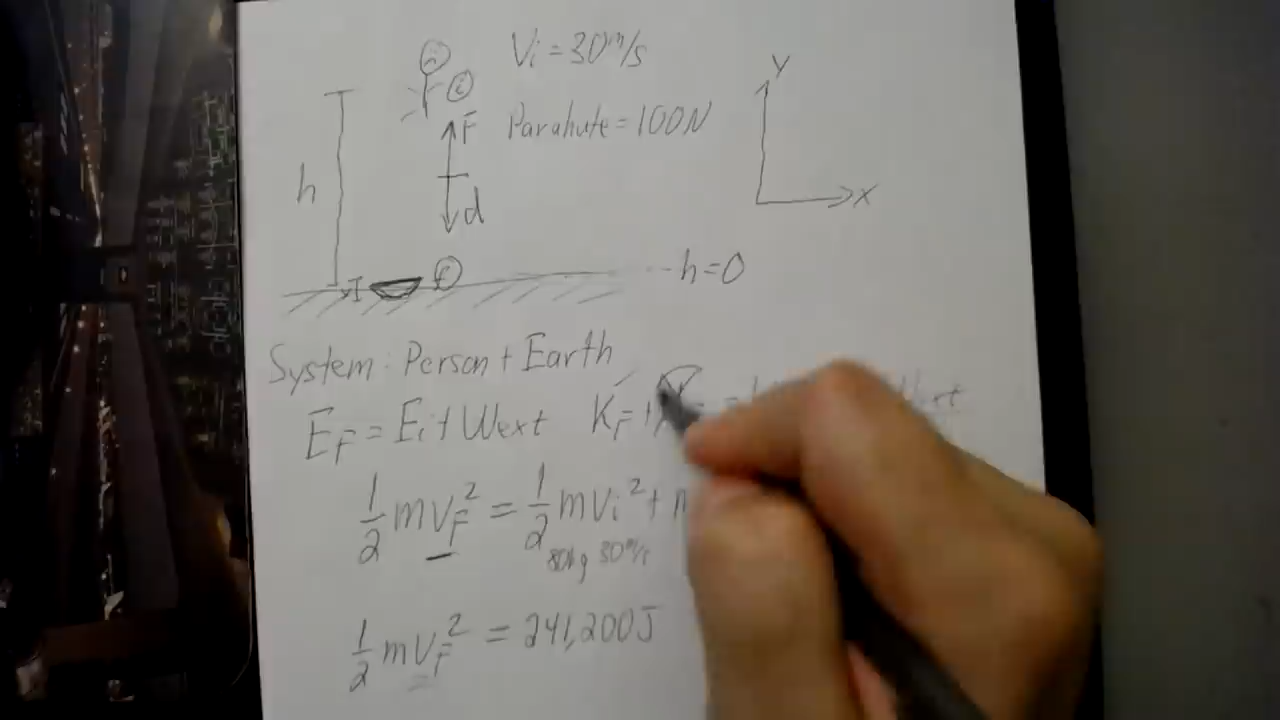 Vi = 30 m/s
Y
F
Parahute = 100N
h
d
X
F
h=0
System: Person + Earth
EF = Ei + Wext KF =
1/2 mVF² = 1/2 mVi² +
80kg 30m/s
1/2 mVF² = 241,200J